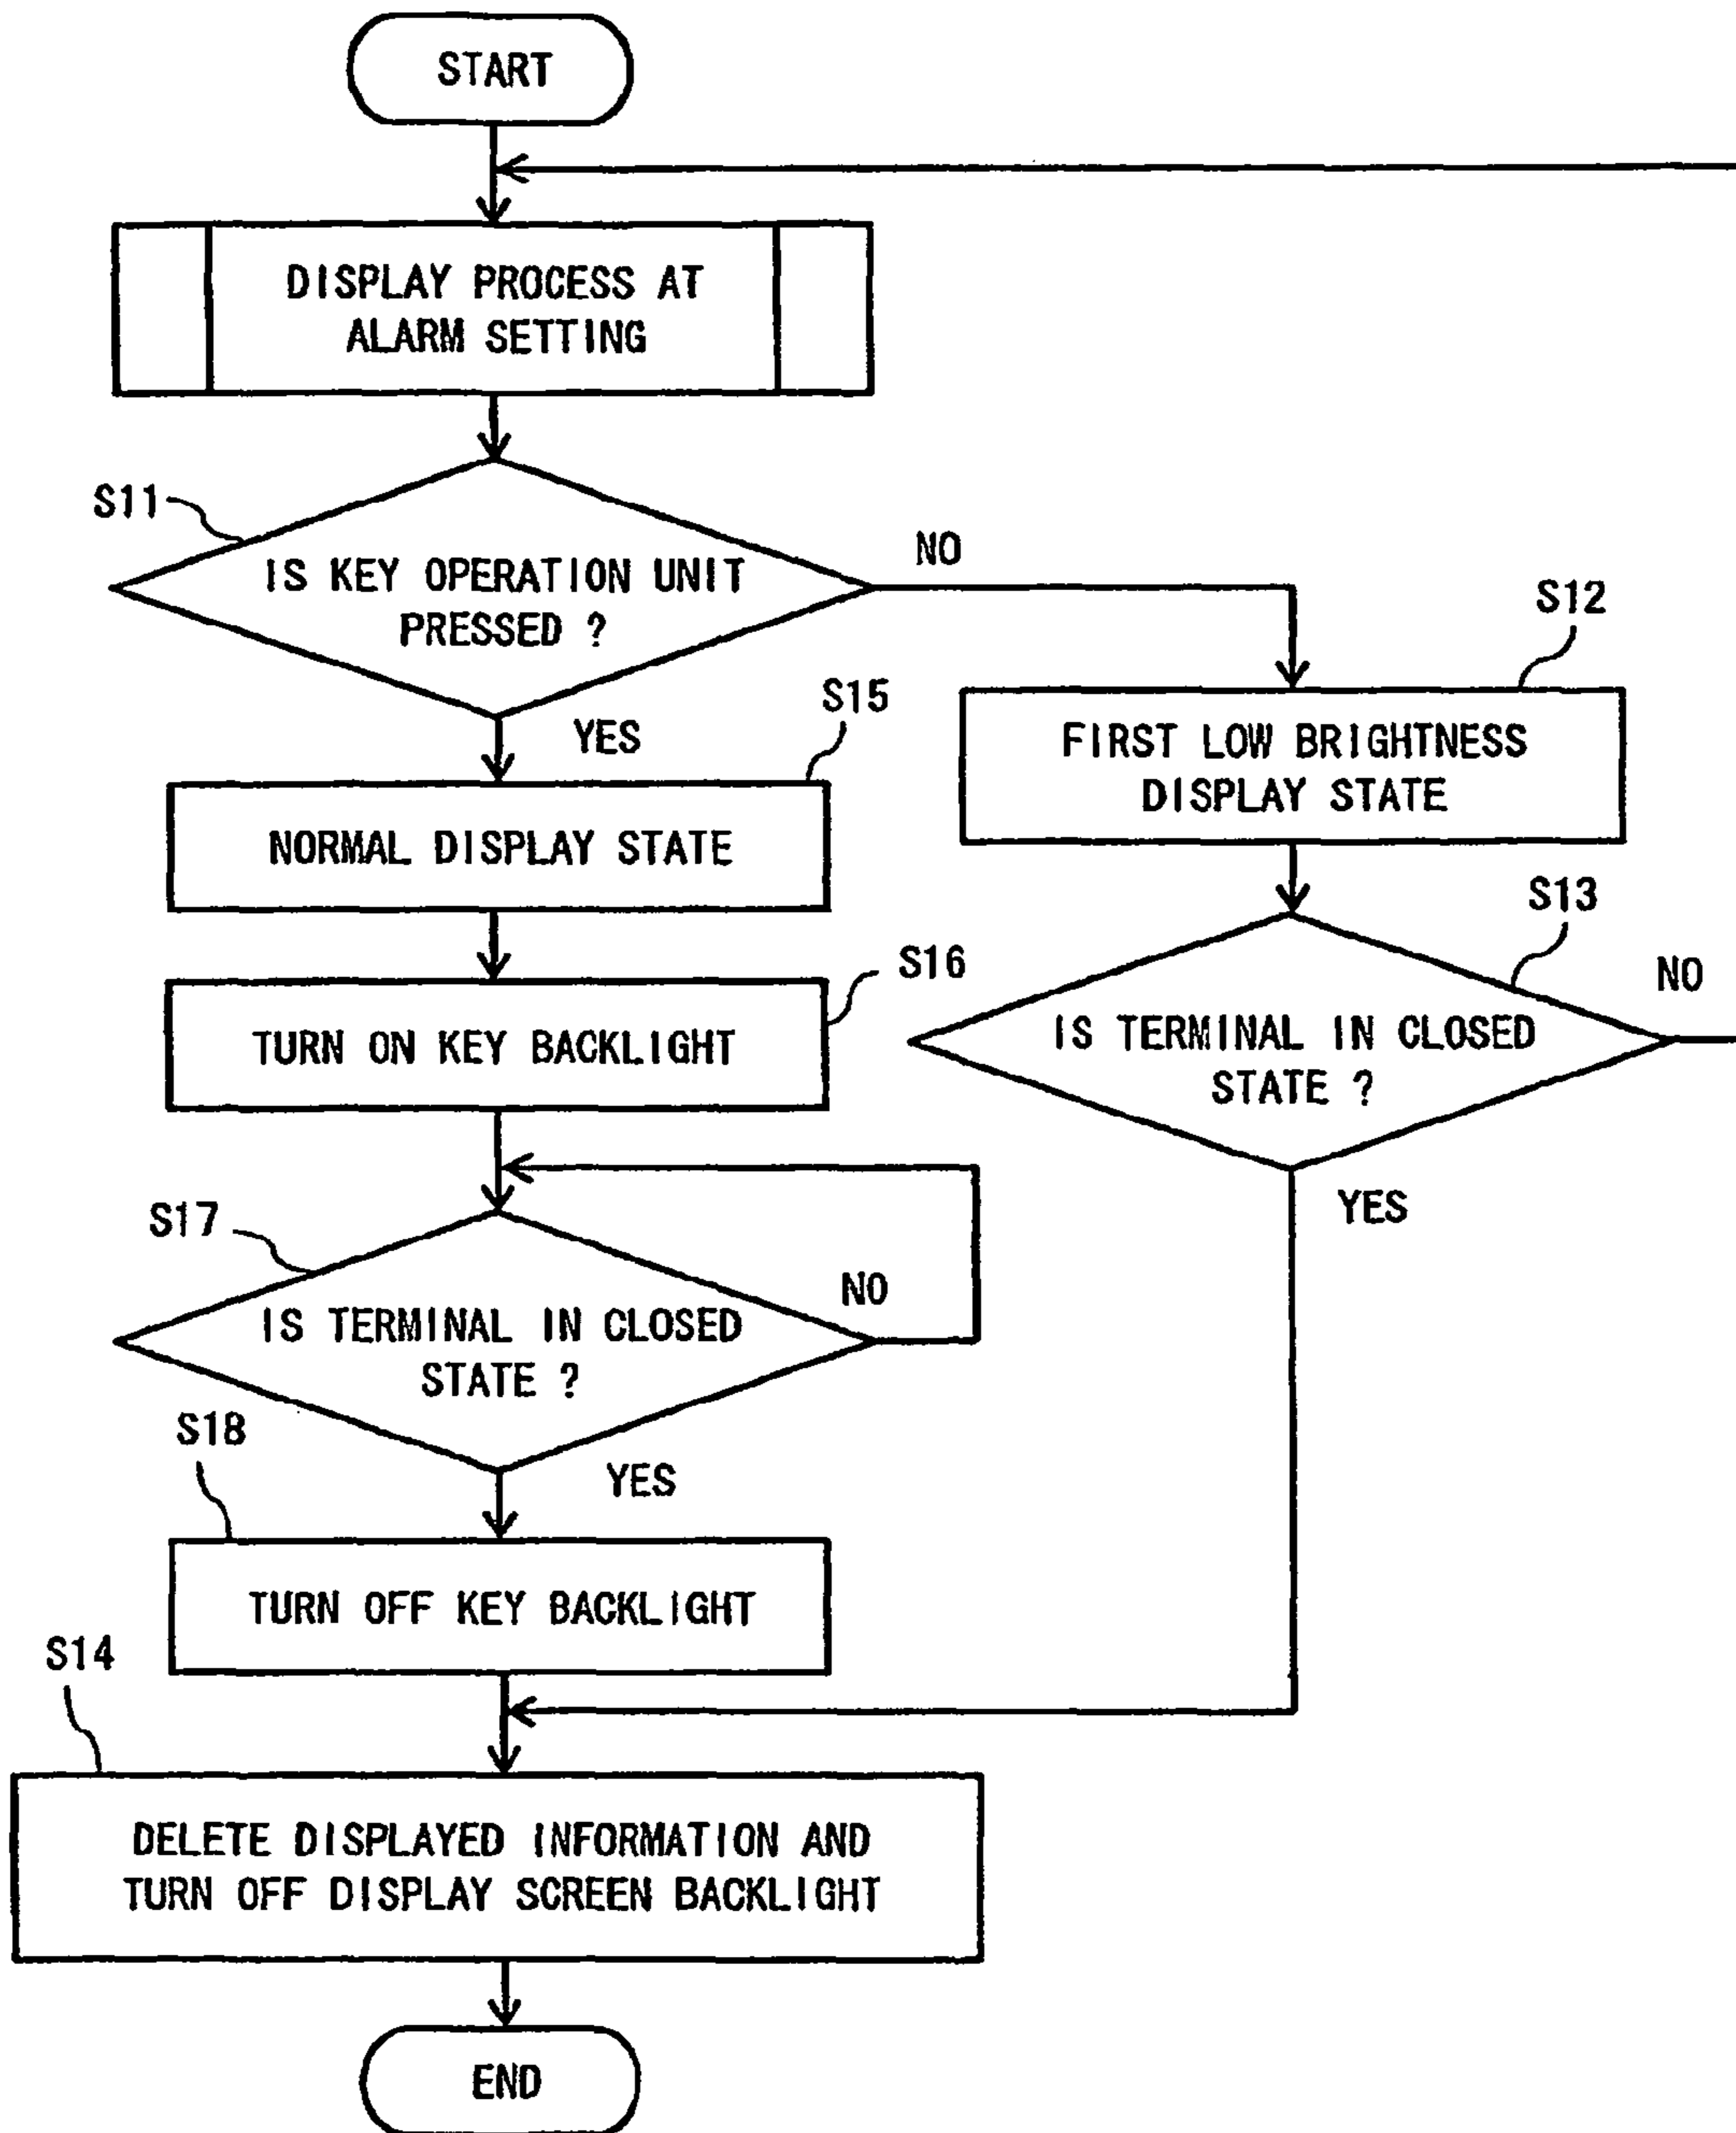 START
DISPLAY PROCESS AT
ALARM SETTING
S11
IS KEY OPERATION UNIT
PRESSED ?
NO
S12
FIRST LOW BRIGHTNESS
DISPLAY STATE
YES
S15
NORMAL DISPLAY STATE
S13
IS TERMINAL IN CLOSED
STATE ?
NO
YES
S16
TURN ON KEY BACKLIGHT
S17
IS TERMINAL IN CLOSED
STATE ?
NO
YES
S18
TURN OFF KEY BACKLIGHT
S14
DELETE DISPLAYED INFORMATION AND
TURN OFF DISPLAY SCREEN BACKLIGHT
END